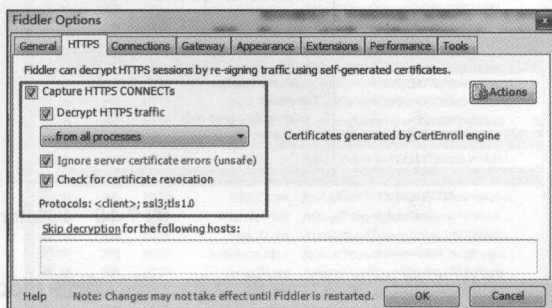 Fiddler Options
General HTTPS Connections Gateway Appearance Extensions Performance Tools
Fiddler can decrypt HTTPS sessions by re-signing traffic using self-generated certificates.
Capture HTTPS CONNECTs
Actions
Decrypt HTTPS traffic
...from all processes
Certificates generated by CertEnroll engine
Ignore server certificate errors (unsafe)
Check for certificate revocation
Protocols: <client>; ssl3;tls1.0
Skip decryption for the following hosts:
Help Note: Changes may not take effect until Fiddler is restarted. OK Cancel